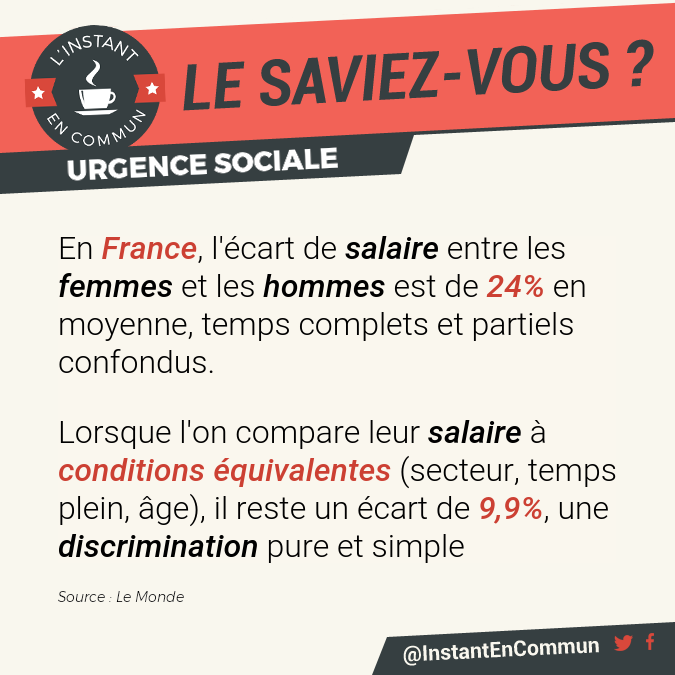 L'INSTANT
EN COMMUN
LE SAVIEZ-VOUS ?
URGENCE SOCIALE
En France, l'écart de salaire entre les
femmes et les hommes est de 24% en
moyenne, temps complets et partiels
confondus.
Lorsque l'on compare leur salaire à
conditions équivalentes (secteur, temps
plein, âge), il reste un écart de 9,9%, une
discrimination pure et simple
Source : Le Monde
@InstantEnCommun